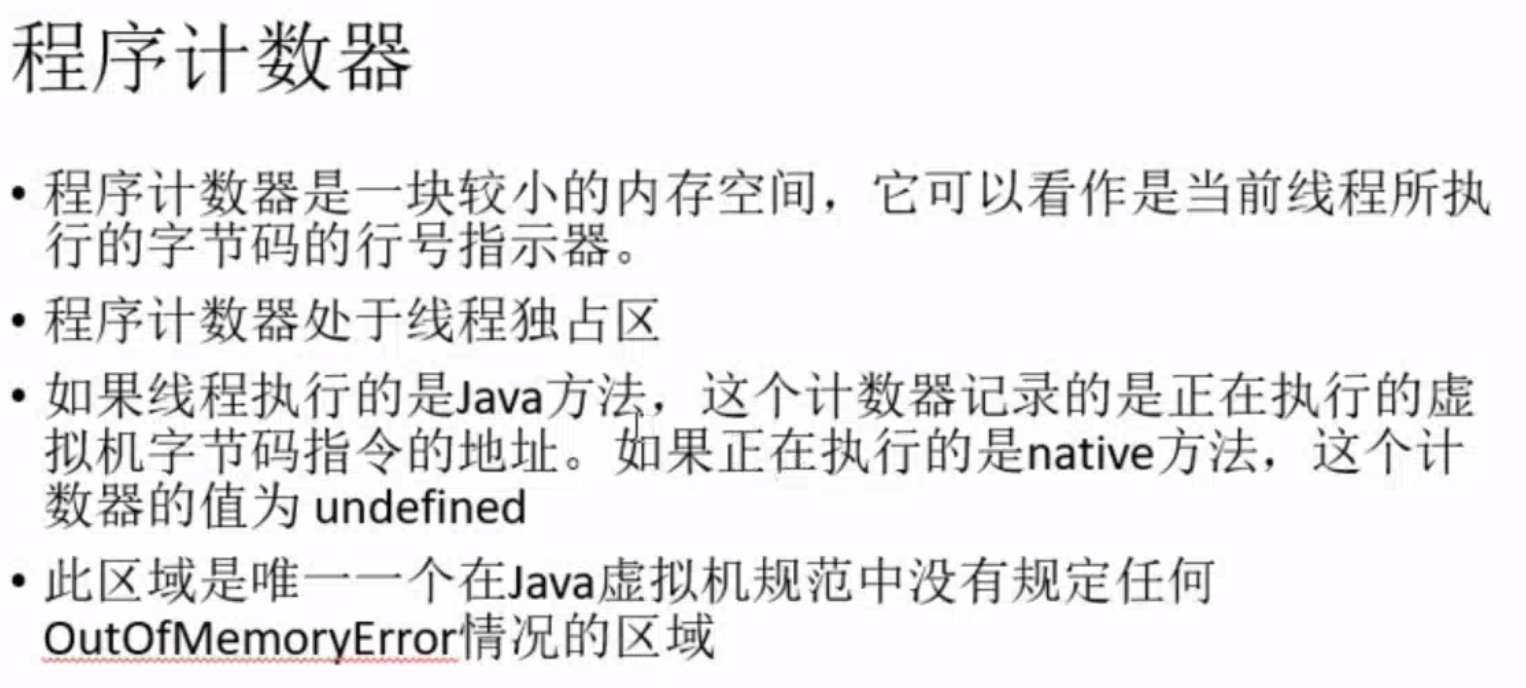 程序计数器
• 程序计数器是一块较小的内存空间，它可以看作是当前线程所执
行的字节码的行号指示器。
• 程序计数器处于线程独占区
• 如果线程执行的是Java方法，这个计数器记录的是正在执行的虚
拟机字节码指令的地址。如果正在执行的是native方法，这个计
数器的值为 undefined
• 此区域是唯一一个在Java虚拟机规范中没有规定任何
OutOfMemoryError情况的区域